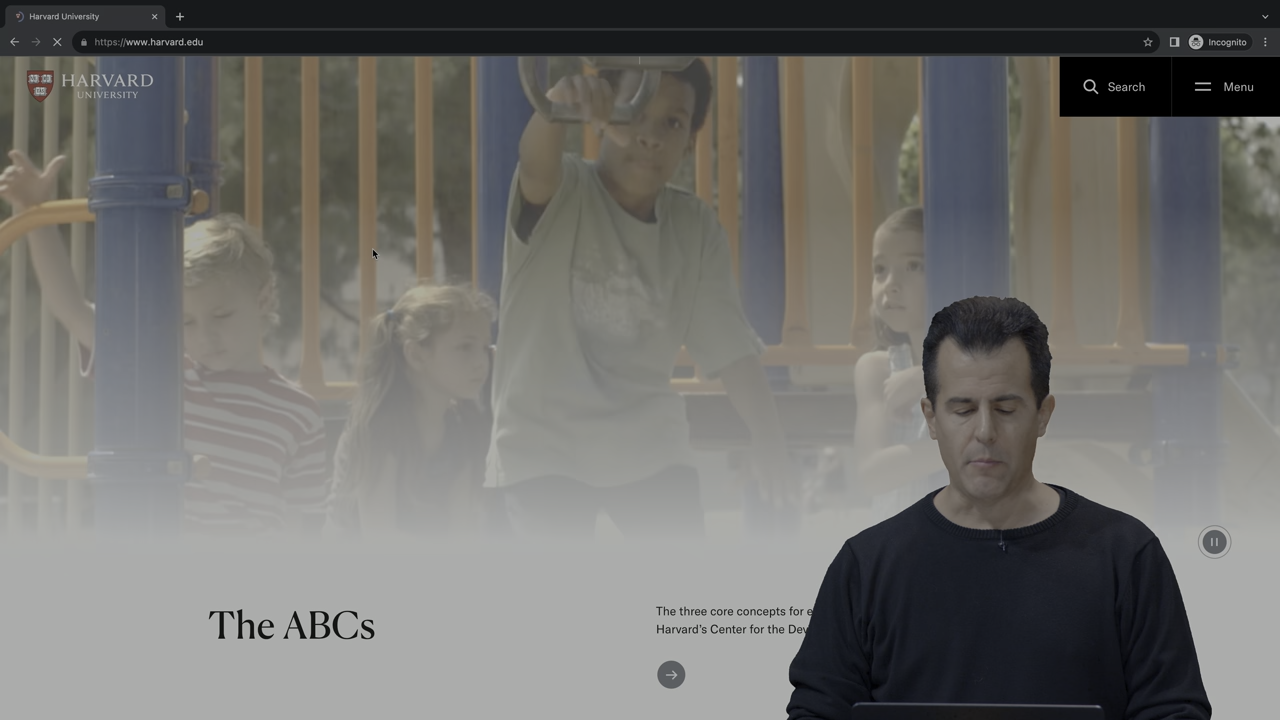 Harvard University
https://www.harvard.edu
Incognito
HARVARD
UNIVERSITY
Search
Menu
The ABCs
The three core concepts for
Harvard's Center for the